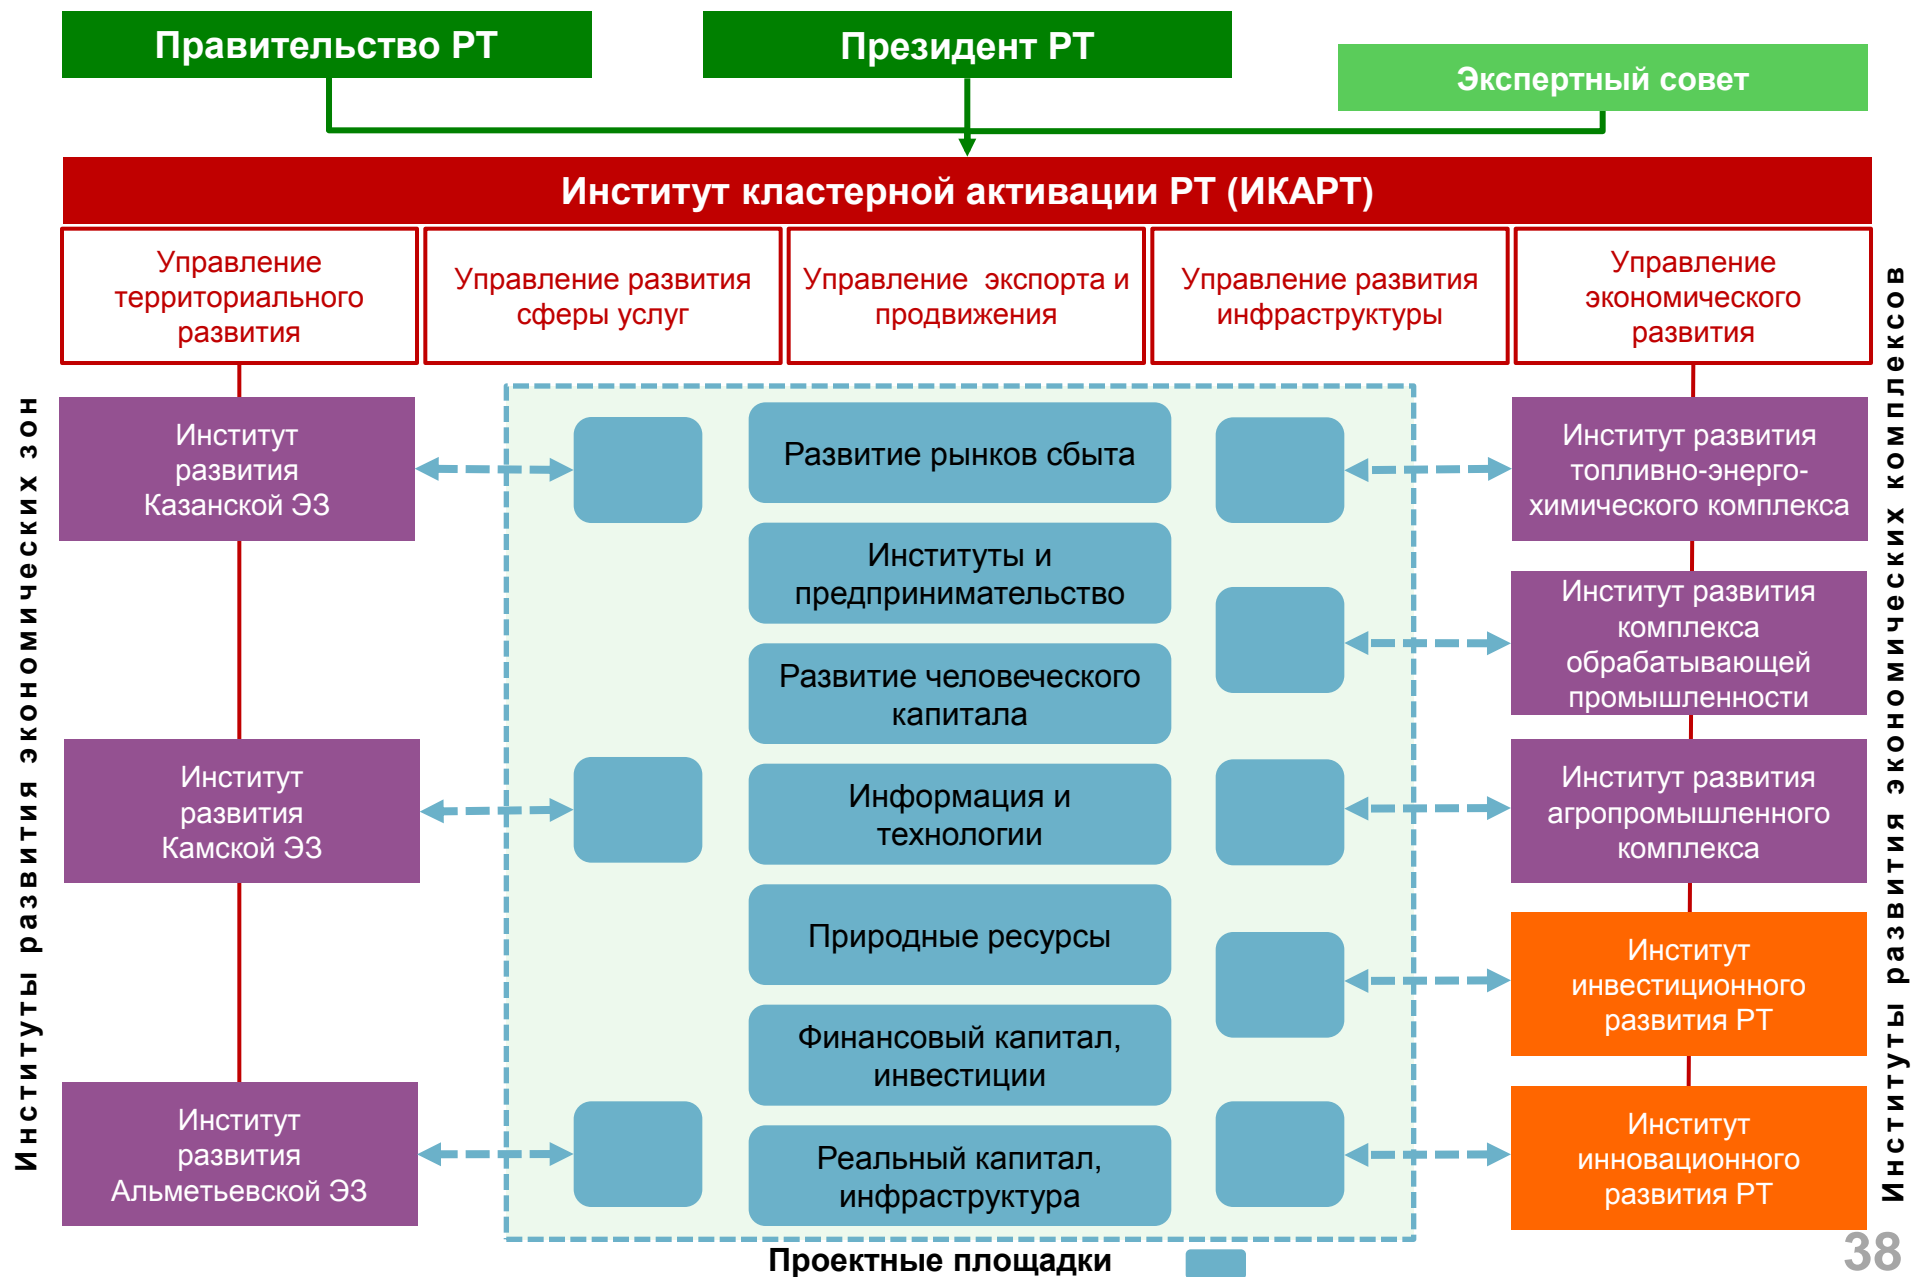 Правительство РТ
Президент РТ
Экспертный совет
Институт кластерной активации РТ (ИКАРТ)
Управление
территориального
развития
Управление развития
сферы услуг
Управление экспорта и
продвижения
Управление развития
инфраструктуры
Управление
экономического
развития
Институты развития экономических зон
Институт
развития
Казанской ЭЗ
Институт
развития
Камской ЭЗ
Институт
развития
Альметьевской ЭЗ
Развитие рынков сбыта
Институты и
предпринимательство
Развитие человеческого
капитала
Информация и
технологии
Природные ресурсы
Финансовый капитал,
инвестиции
Реальный капитал,
инфраструктура
Институт развития
топливно-энерго-
химического комплекса
Институт развития
комплекса
обрабатывающей
промышленности
Институт развития
агропромышленного
комплекса
Институт
инвестиционного
развития РТ
Институт
инновационного
развития РТ
Институты развития экономических комплексов
Проектные площадки
38